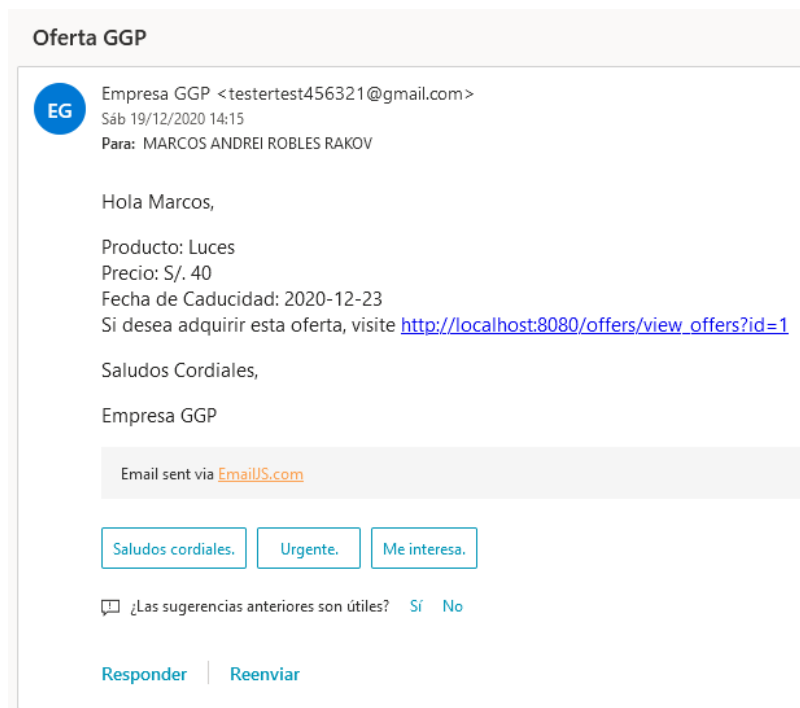 Oferta GGP
EG
Empresa GGP <testertest456321@gmail.com>
Sáb 19/12/2020 14:15
Para: MARCOS ANDREI ROBLES RAKOV
Hola Marcos,
Producto: Luces
Precio: S/. 40
Fecha de Caducidad: 2020-12-23
Si desea adquirir esta oferta, visite http://localhost:8080/offers/view_offers?id=1
Saludos Cordiales,
Empresa GGP
Email sent via EmailJS.com
Saludos cordiales. Urgente. Me interesa.
¿Las sugerencias anteriores son útiles? Sí No
Responder Reenviar